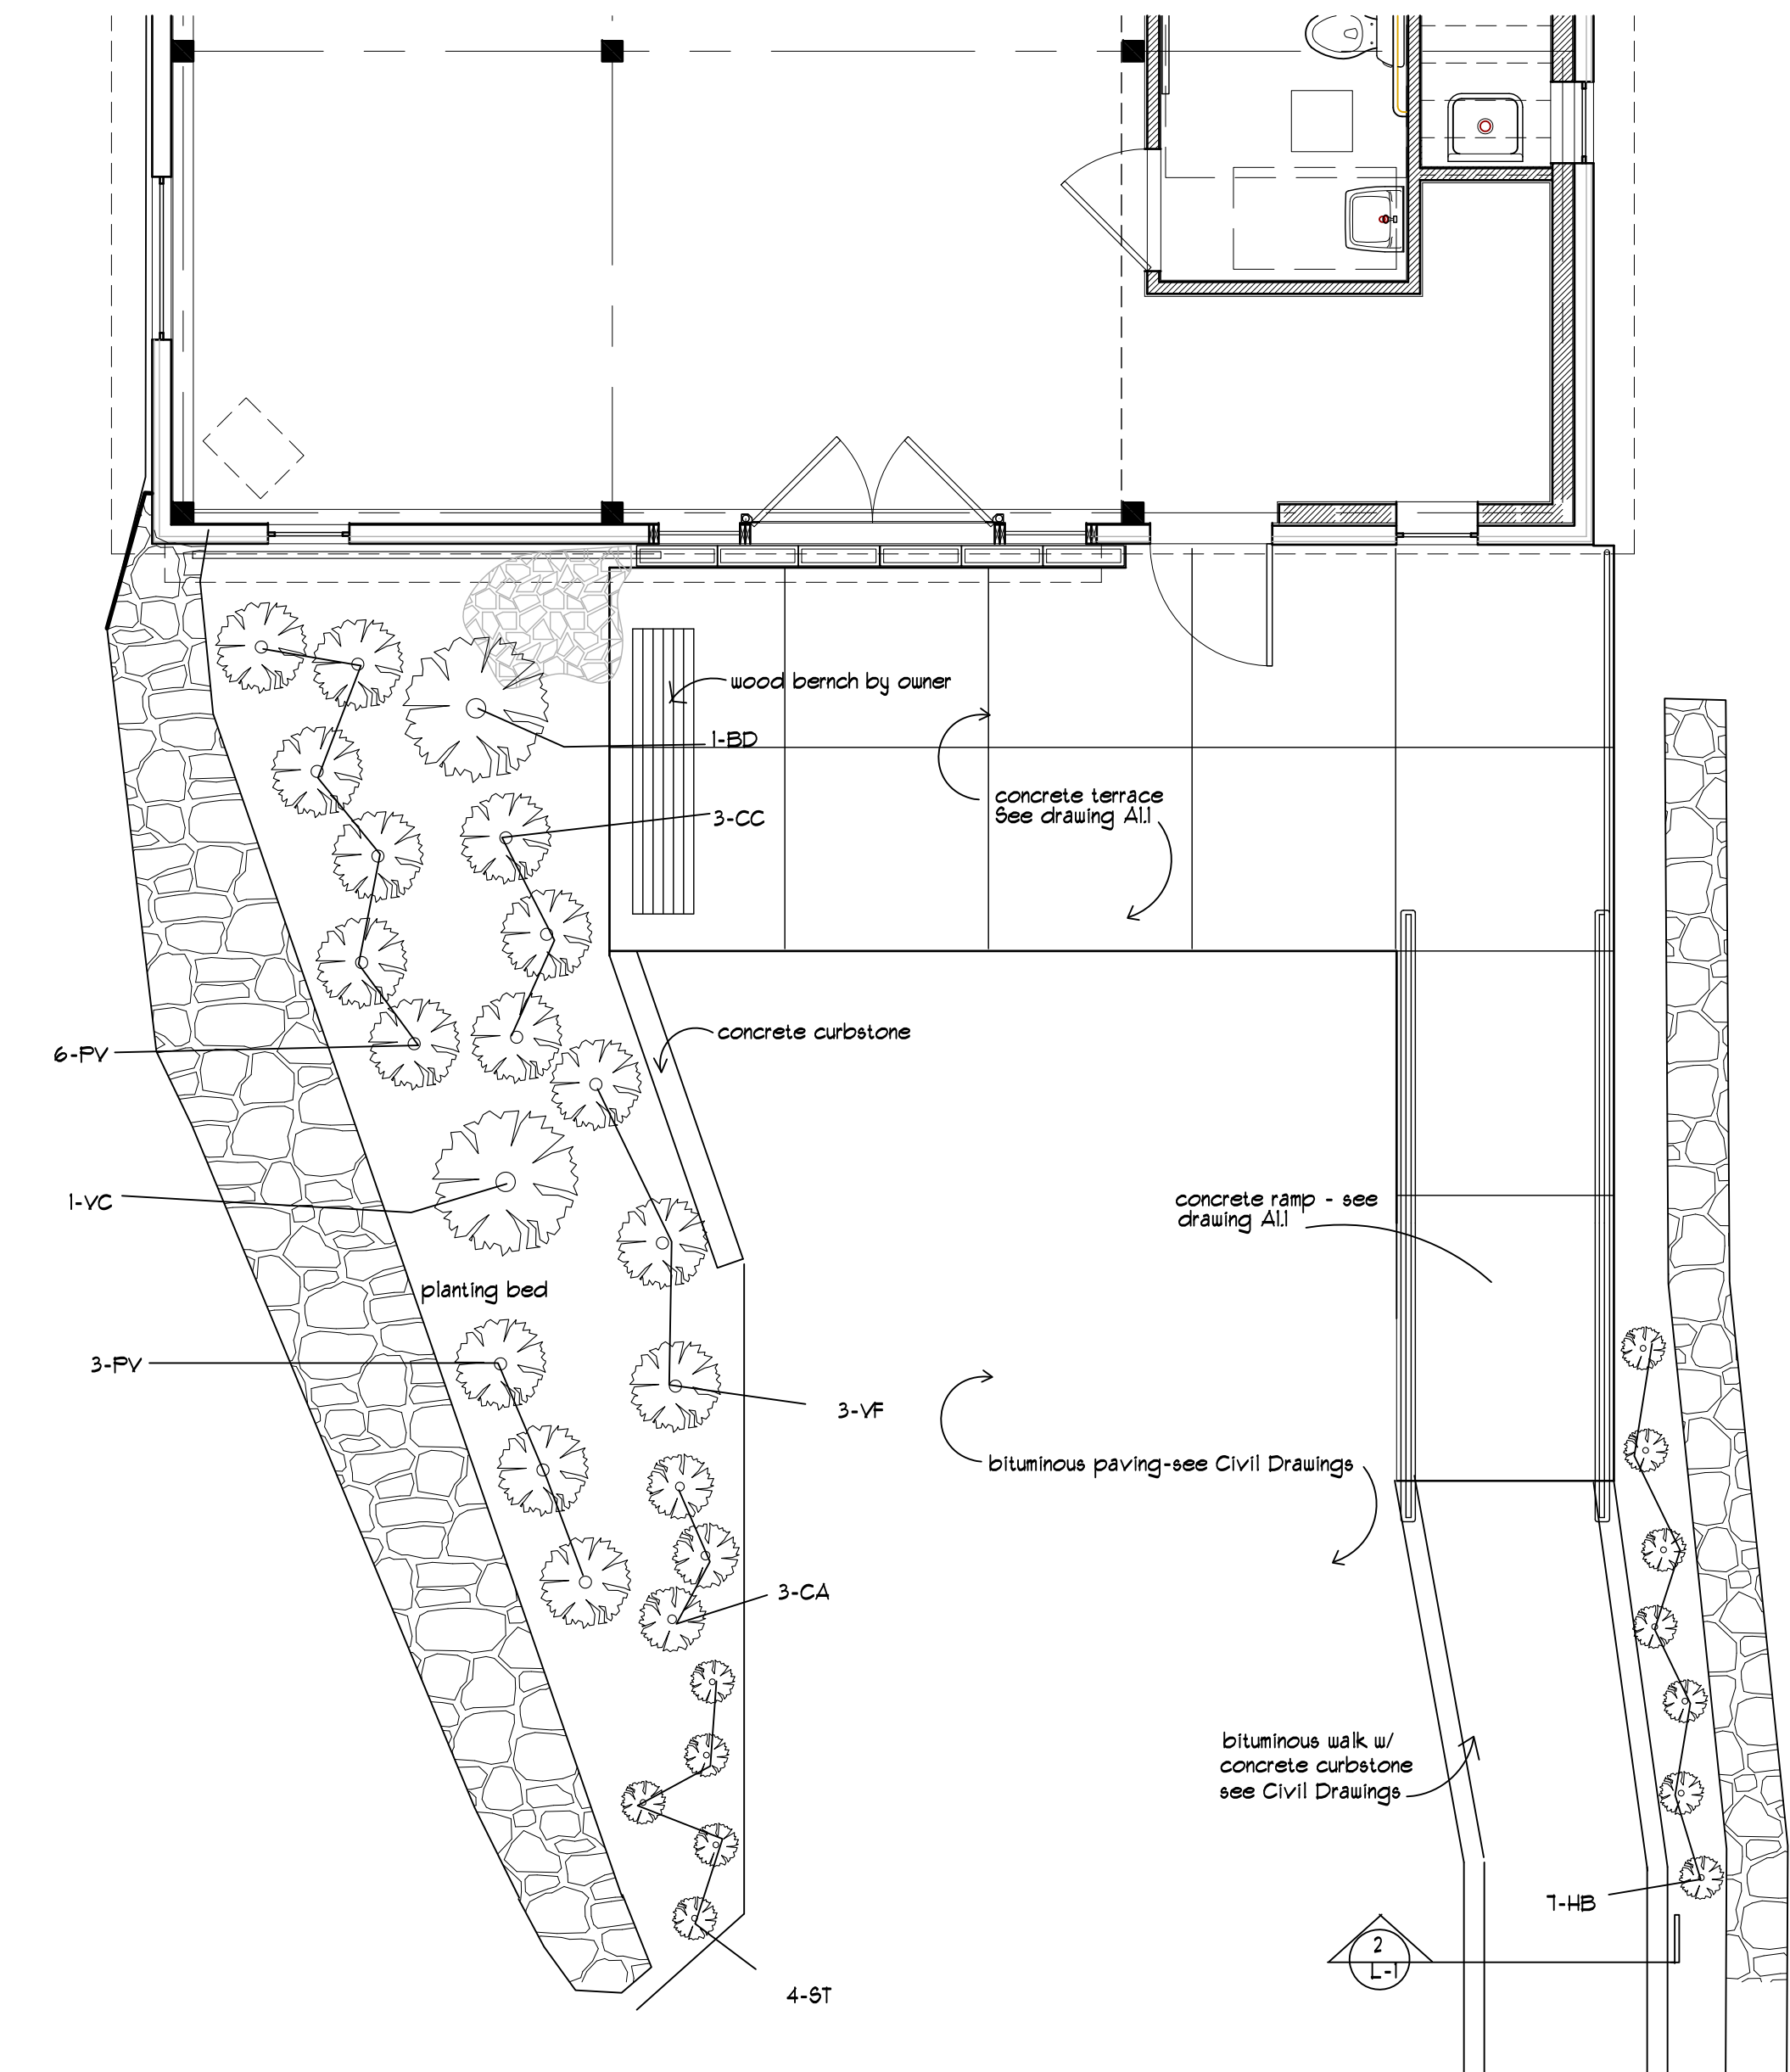 wood bernch by owner
1-BD
3-CC
concrete terrace
See drawing A1.1
concrete curbstone
6-PV
1-VC
concrete ramp - see
drawing A1.1
planting bed
3-PV
3-VF
bituminous paving-see Civil Drawings
3-CA
bituminous walk w/
concrete curbstone
see Civil Drawings
7-HB
2
L-1
4-ST